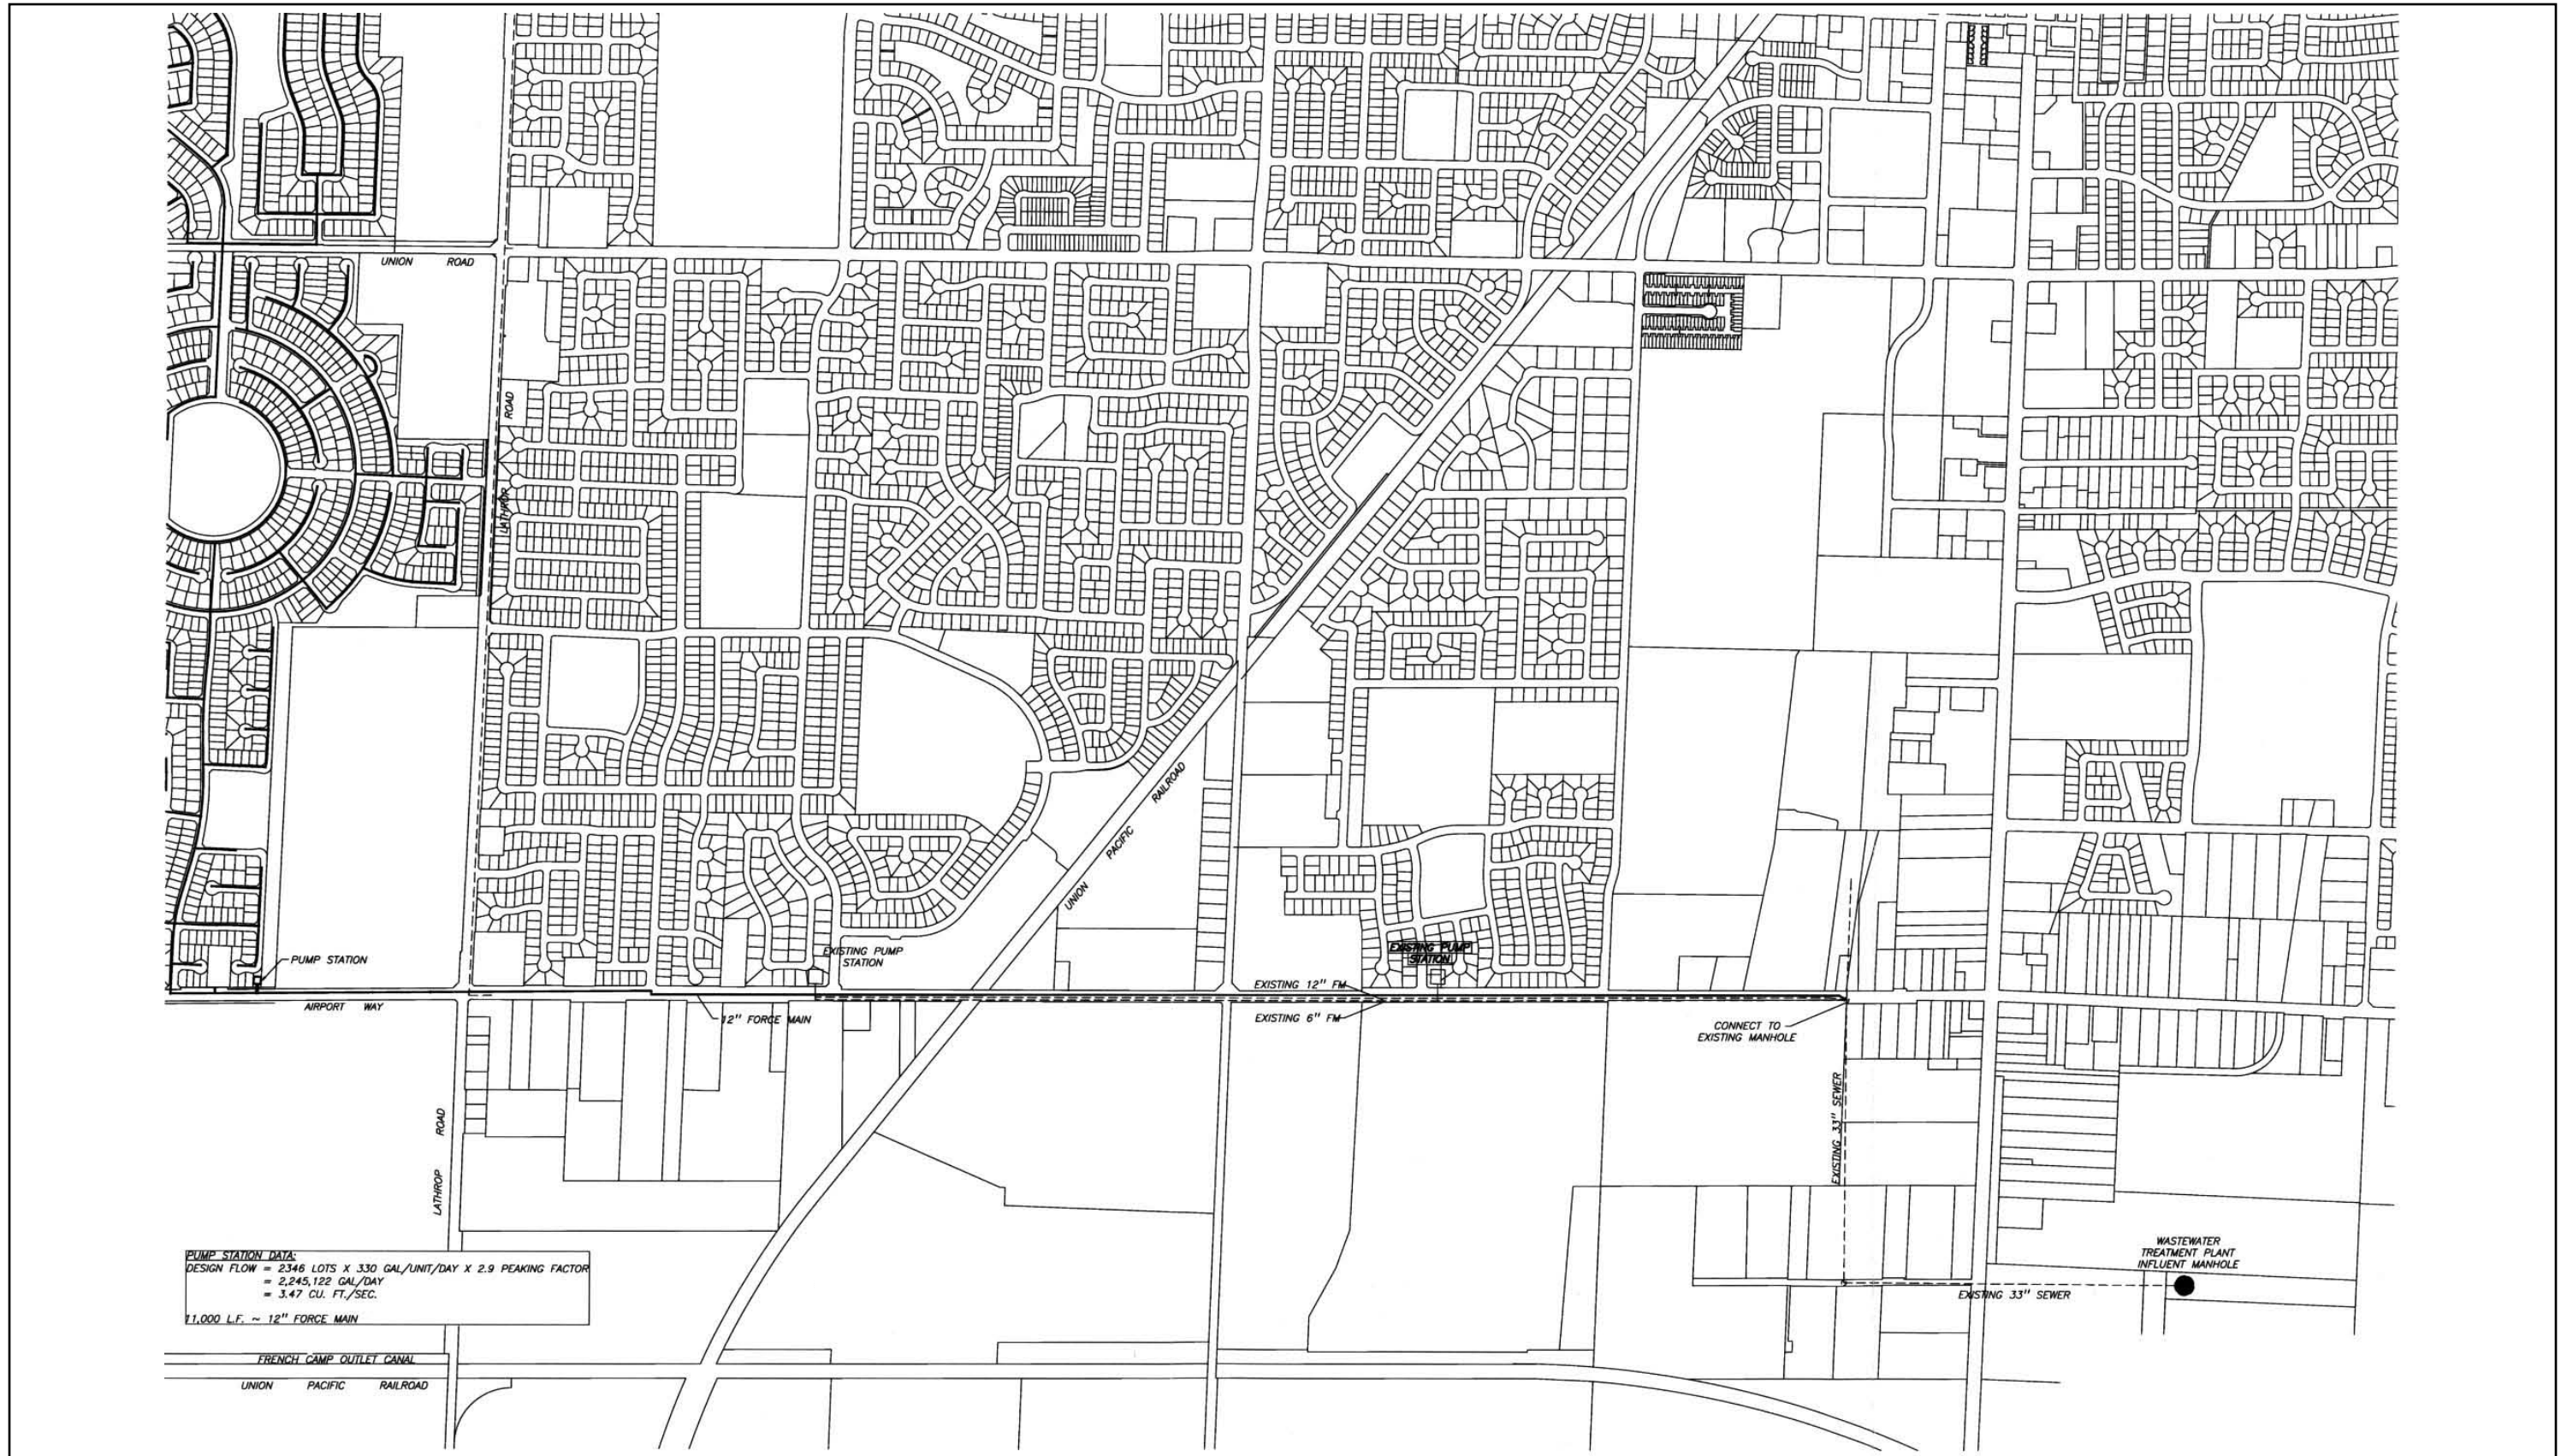 UNION ROAD
ROAD
LATHROP
UNION PACIFIC RAILROAD
PUMP STATION
EXISTING PUMP
STATION
EXISTING PUMP
STATION
AIRPORT WAY
12" FORCE MAIN
EXISTING 12" FM
EXISTING 6" FM
CONNECT TO
EXISTING MANHOLE
EXISTING 33" SEWER
LATHROP ROAD
WASTEWATER
TREATMENT PLANT
INFLUENT MANHOLE
EXISTING 33" SEWER
PUMP STATION DATA:
DESIGN FLOW = 2346 LOTS X 330 GAL/UNIT/DAY X 2.9 PEAKING FACTOR
= 2,245,122 GAL/DAY
= 3.47 CU. FT./SEC.
11,000 L.F. ~ 12" FORCE MAIN
FRENCH CAMP OUTLET CANAL
UNION PACIFIC RAILROAD